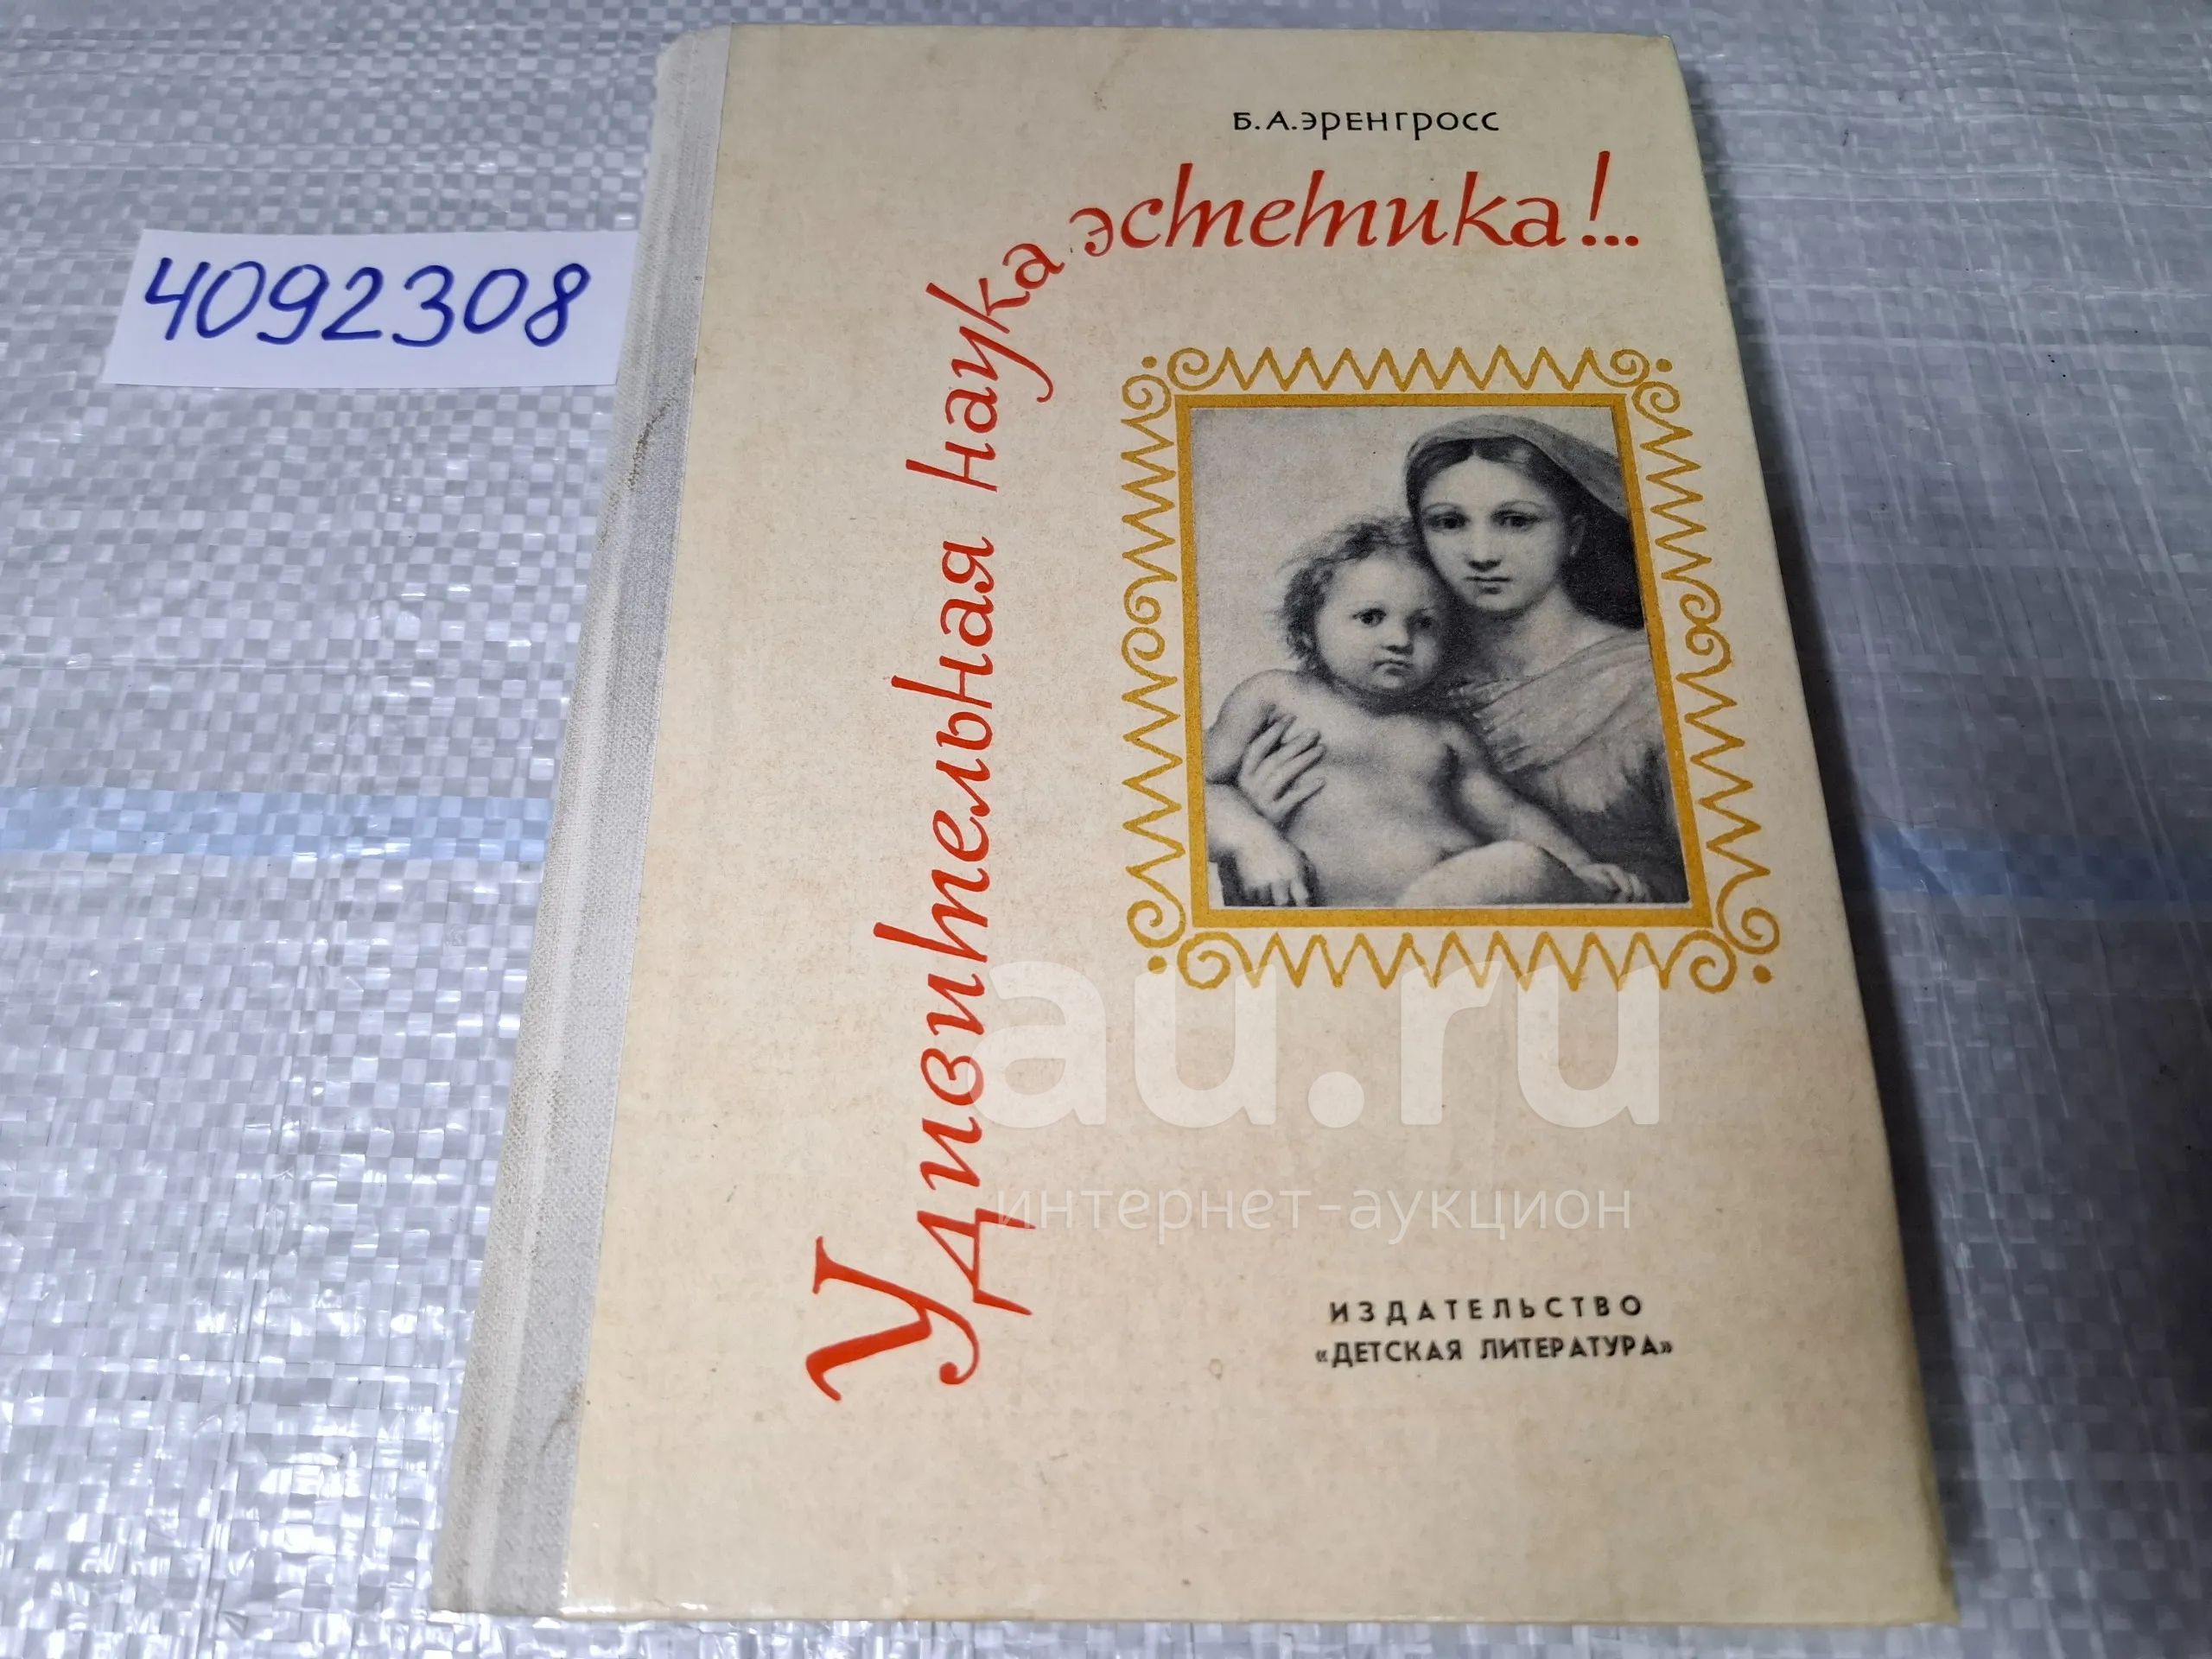 4092308
Б.А.ЭРЕНГРОСС
Удивительная наука эстетика!..
au.ru
интернет-аукцион
ИЗДАТЕЛЬСТВО
«ДЕТСКАЯ ЛИТЕРАТУРА»